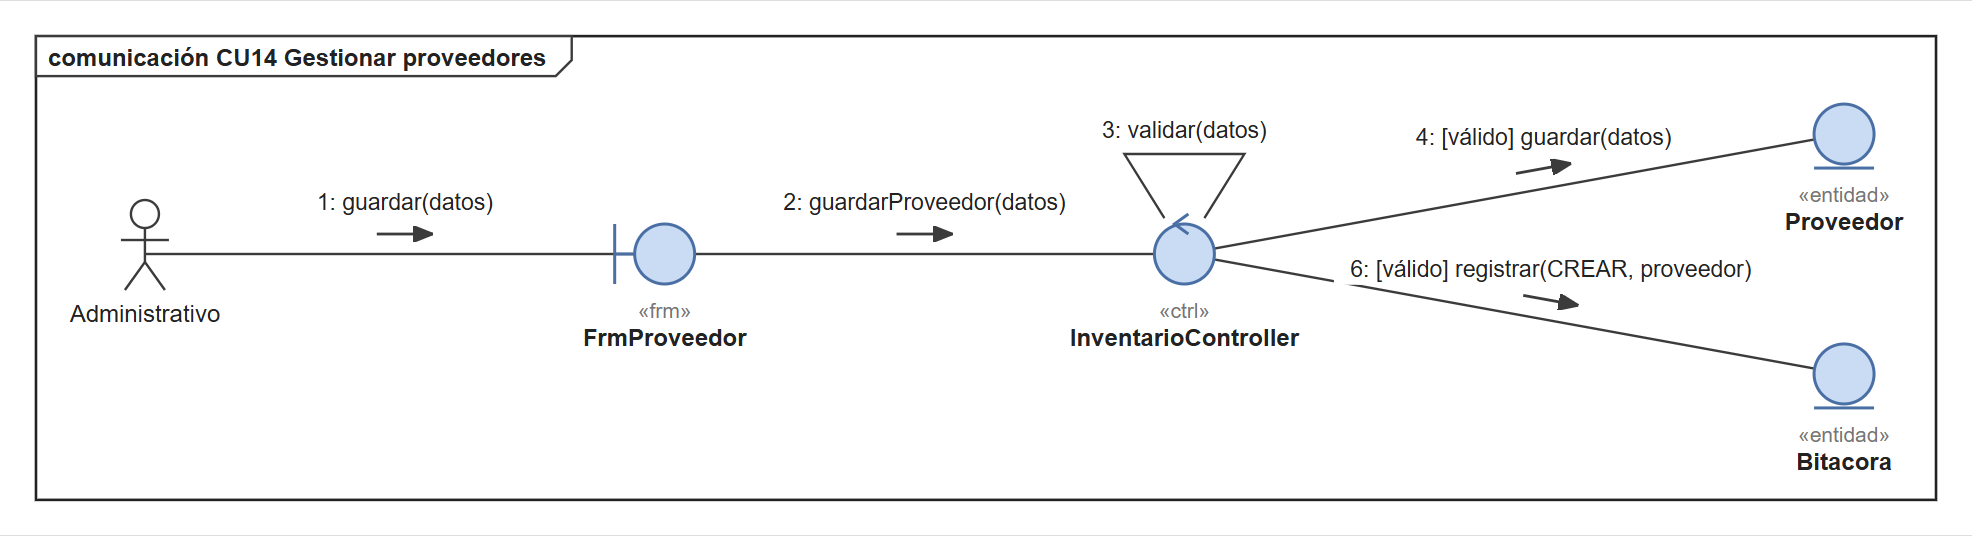 comunicación CU14 Gestionar proveedores
3: validar(datos)
4: [válido] guardar(datos)
1: guardar(datos)
2: guardarProveedor(datos)
«entidad»
Proveedor
6: [válido] registrar(CREAR, proveedor)
Administrativo
«frm»
FrmProveedor
«ctrl»
InventarioController
«entidad»
Bitacora